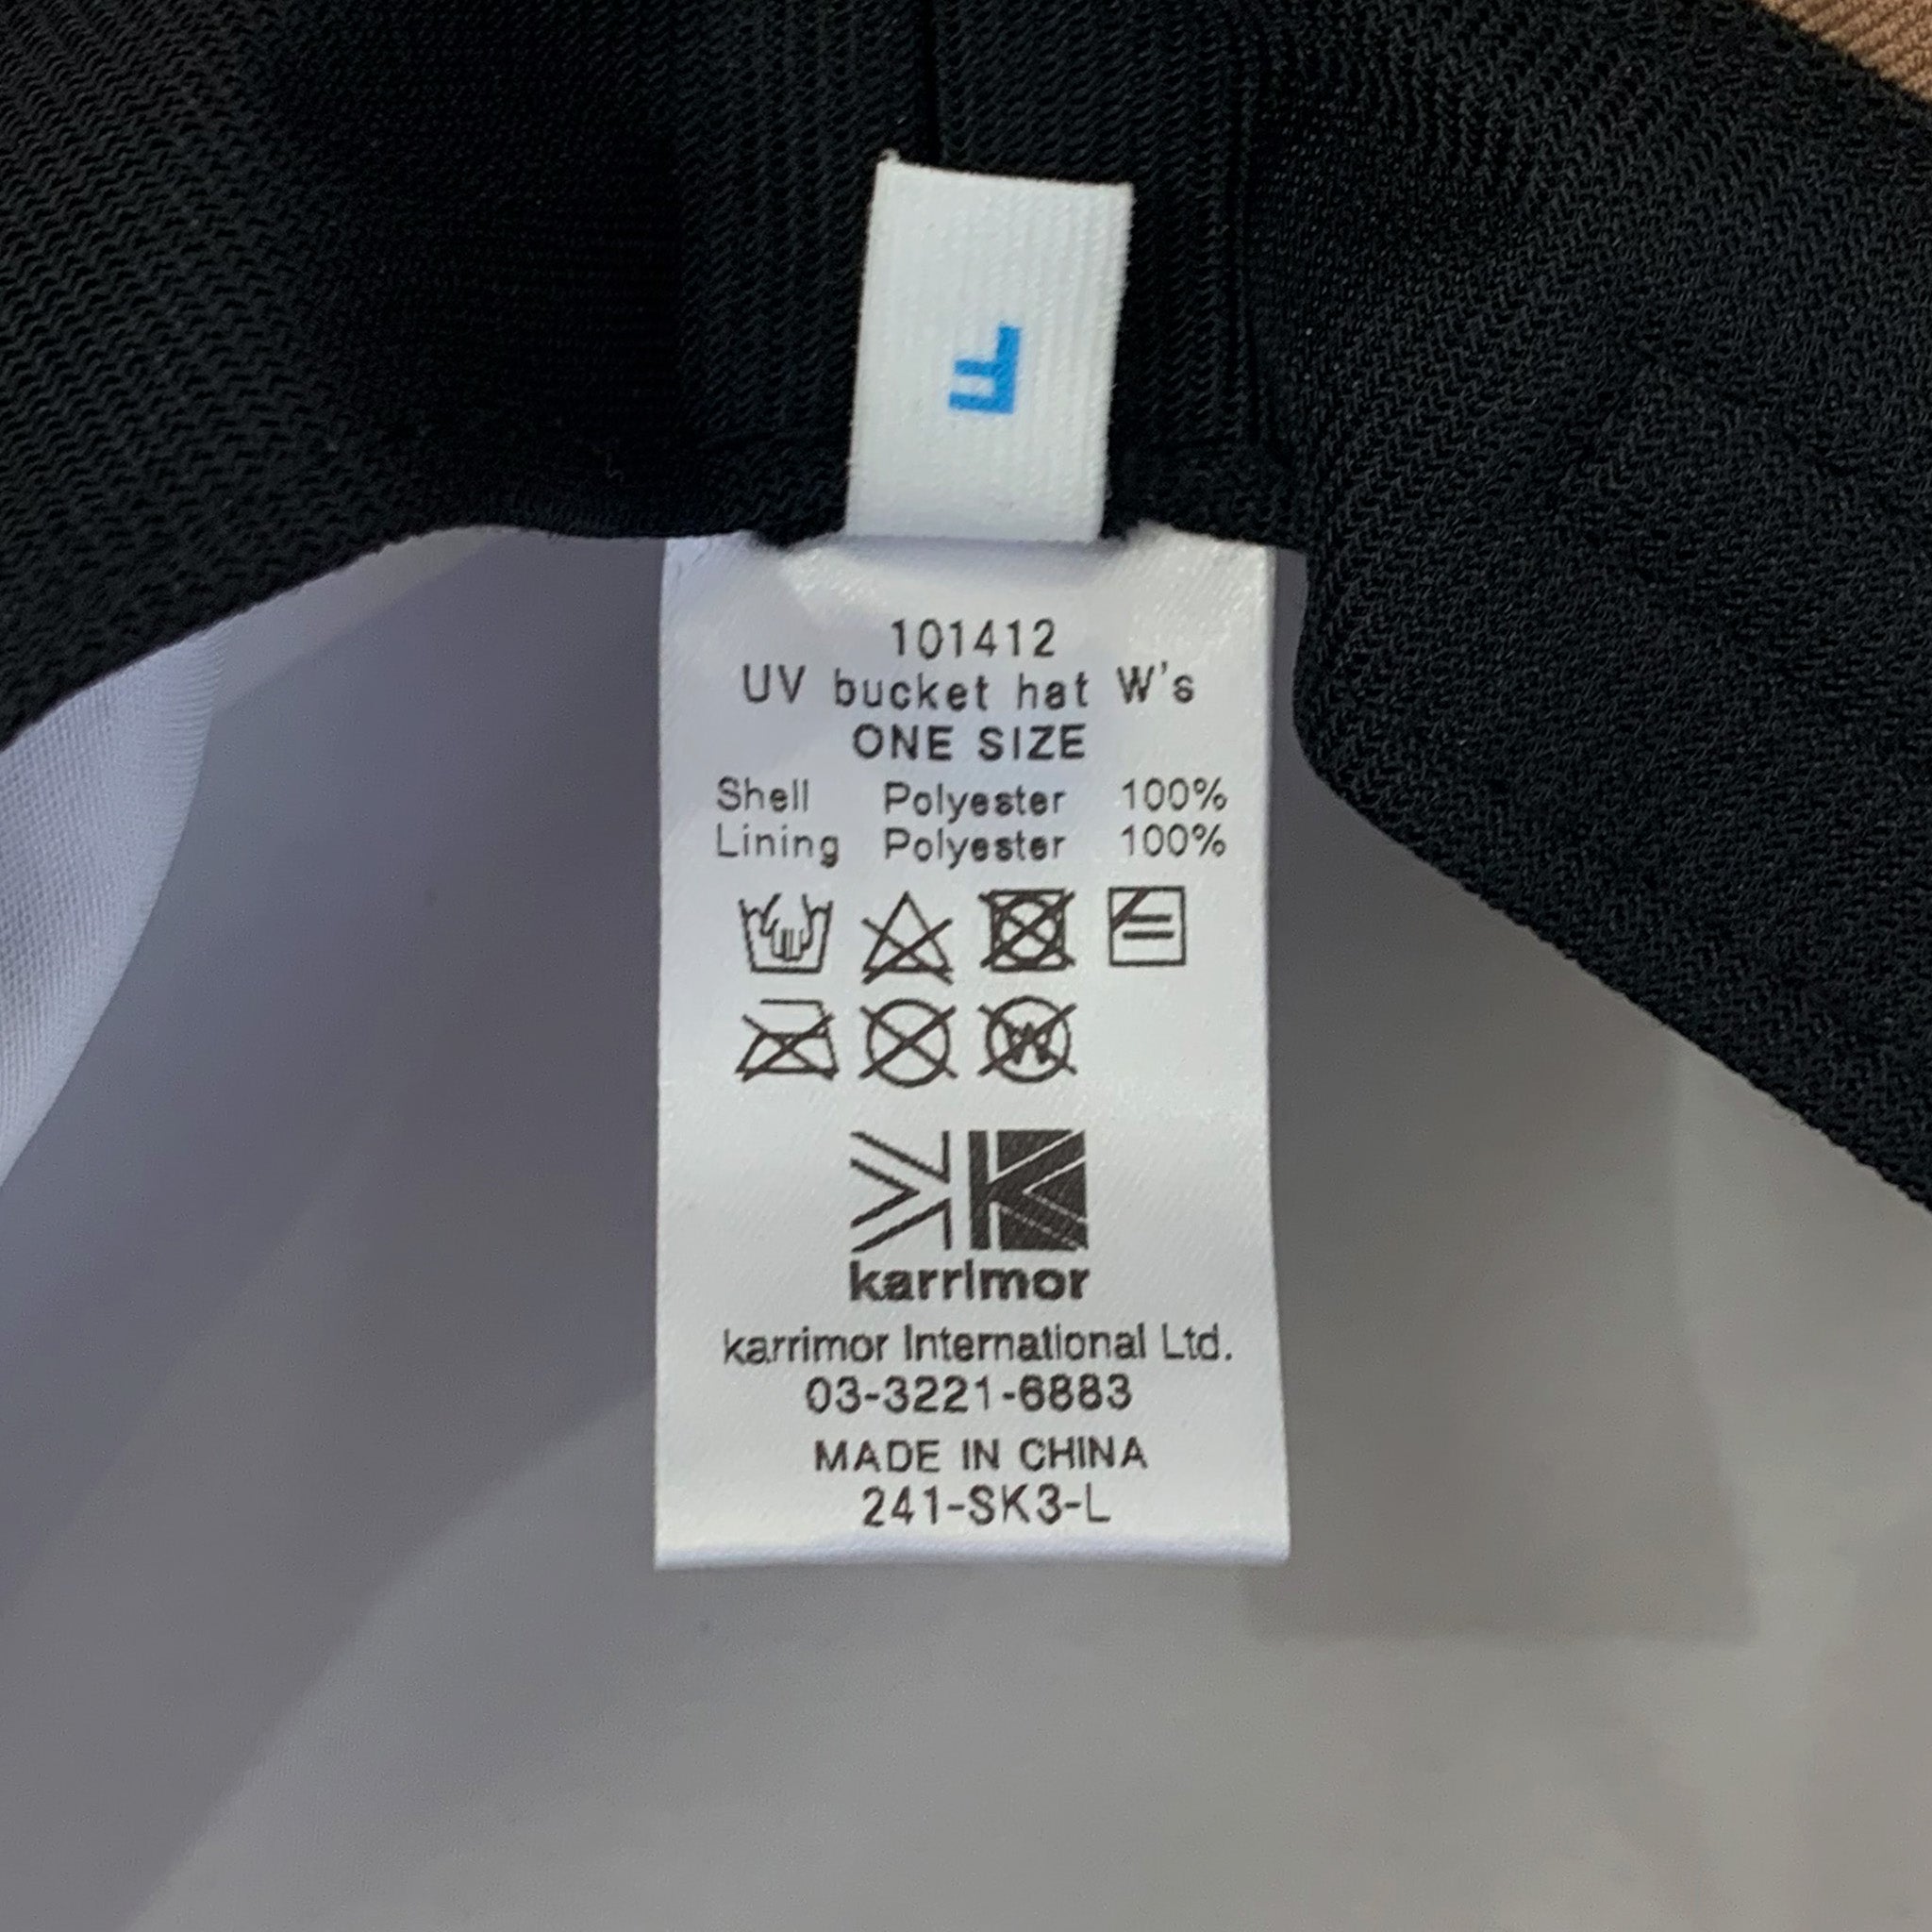 F
101412
UV bucket hat W's
ONE SIZE
Shell Polyester 100%
Lining Polyester 100%
W
karrimor
karrimor International Ltd.
03-3221-6883
MADE IN CHINA
241-SK3-L